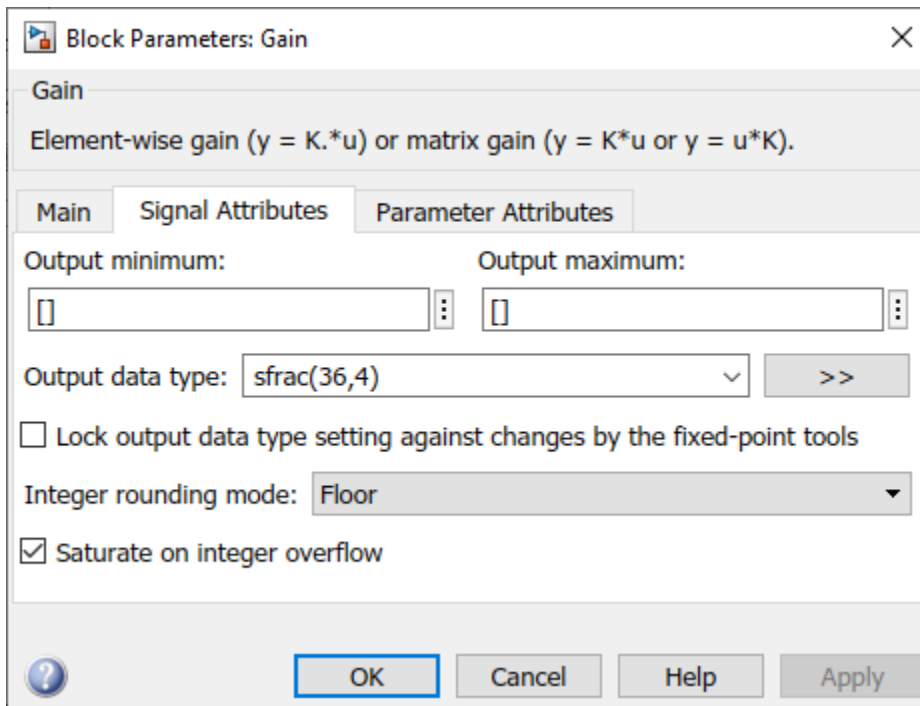 Block Parameters: Gain
Gain
Element-wise gain (y = K.*u) or matrix gain (y = K*u or y = u*K).
Main Signal Attributes Parameter Attributes
Output minimum: Output maximum:
[] []
Output data type: sfrac(36,4) >>
Lock output data type setting against changes by the fixed-point tools
Integer rounding mode: Floor
Saturate on integer overflow
OK Cancel Help Apply